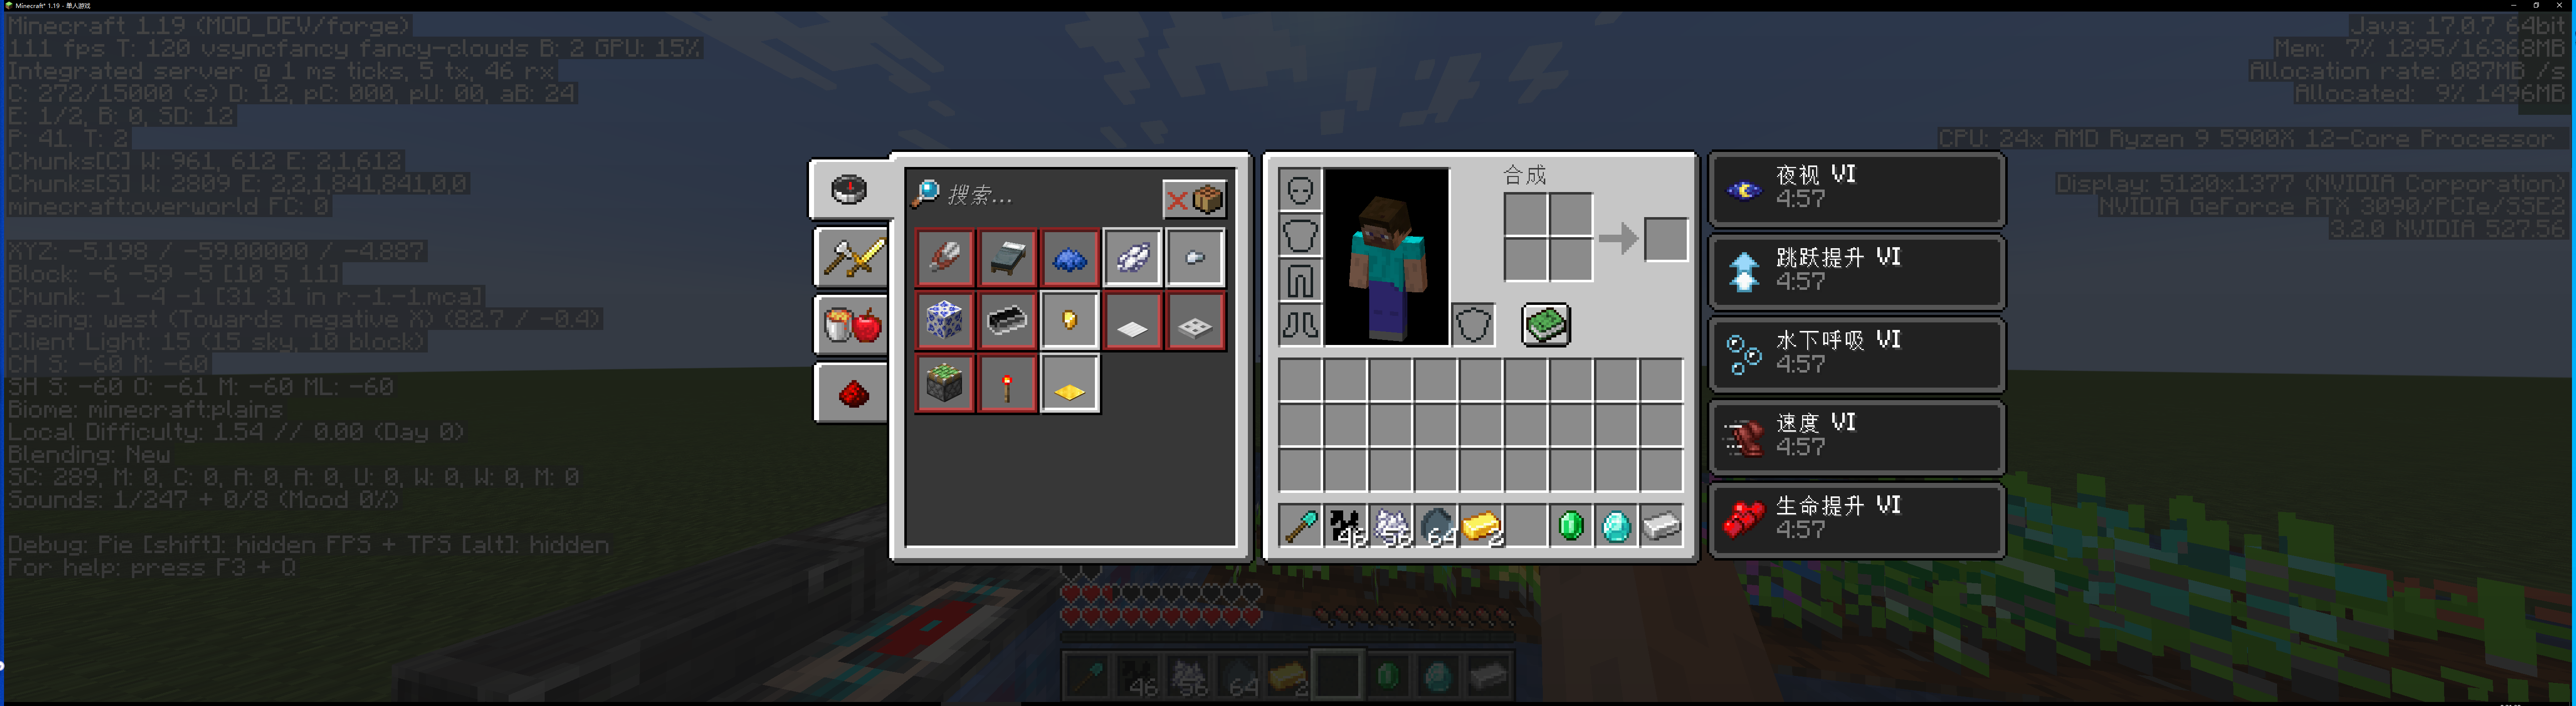 Minecraft* 1.19 - 单人游戏
Minecraft 1.19 (MOD_DEV/forge)
111 fps T: 120 vsyncfancy fancy-clouds B: 2 GPU: 15%
Integrated server @ 1 ms ticks, 5 tx, 46 rx
C: 272/15000 (s) D: 12, pC: 000, pU: 00, aB: 24
E: 1/2, B: 0, SD: 12
P: 41. T: 2
Chunks[C] W: 961, 612 E: 2,1,612
Chunks[S] W: 2809 E: 2,2,1,841,841,0,0
minecraft:overworld FC: 0
XYZ: -5.198 / -59.00000 / -4.887
Block: -6 -59 -5 [10 5 11]
Chunk: -1 -4 -1 [31 31 in r.-1.-1.mca]
Facing: west (Towards negative X) (82.7 / -0.4)
Client Light: 15 (15 sky, 10 block)
CH S: -60 M: -60
SH S: -60 O: -61 M: -60 ML: -60
Biome: minecraft:plains
Local Difficulty: 1.54 // 0.00 (Day 0)
Blending: New
SC: 289, M: 0, C: 0, A: 0, A: 0, U: 0, W: 0, W: 0, M: 0
Sounds: 1/247 + 0/8 (Mood 0%)
Debug: Pie [shift]: hidden FPS + TPS [alt]: hidden
For help: press F3 + Q
Java: 17.0.7 64bit
Mem: 7% 1295/16368MB
Allocation rate: 087MB /s
Allocated: 9% 1496MB
CPU: 24x AMD Ryzen 9 5900X 12-Core Processor
Display: 5120x1377 (NVIDIA Corporation)
NVIDIA GeForce RTX 3090/PCIe/SSE2
3.2.0 NVIDIA 527.56
搜索...
合成
46
56
64
2
夜视 VI
4:57
跳跃提升 VI
4:57
水下呼吸 VI
4:57
速度 VI
4:57
生命提升 VI
4:57
46
56
64
2